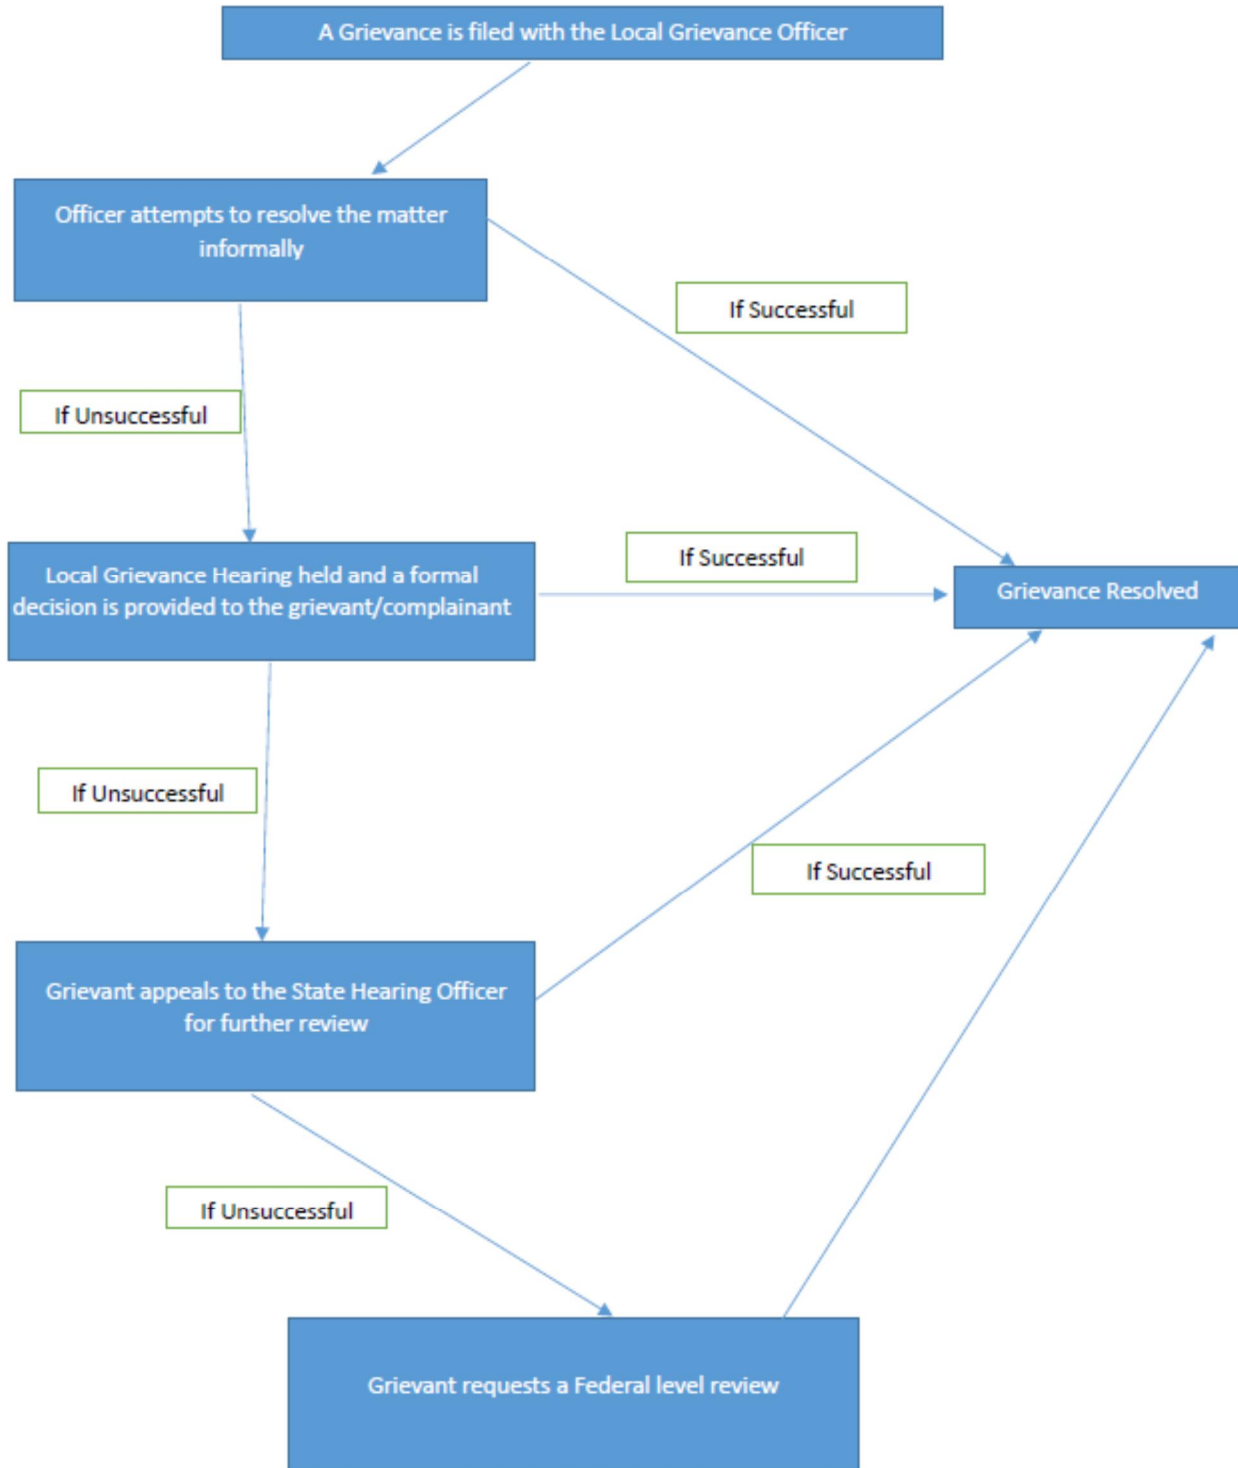 A Grievance is filed with the Local Grievance Officer
Officer attempts to resolve the matter
informally
If Successful
If Unsuccessful
Local Grievance Hearing held and a formal
decision is provided to the grievant/complainant
If Successful
Grievance Resolved
If Unsuccessful
If Successful
Grievant appeals to the State Hearing Officer
for further review
If Unsuccessful
Grievant requests a Federal level review